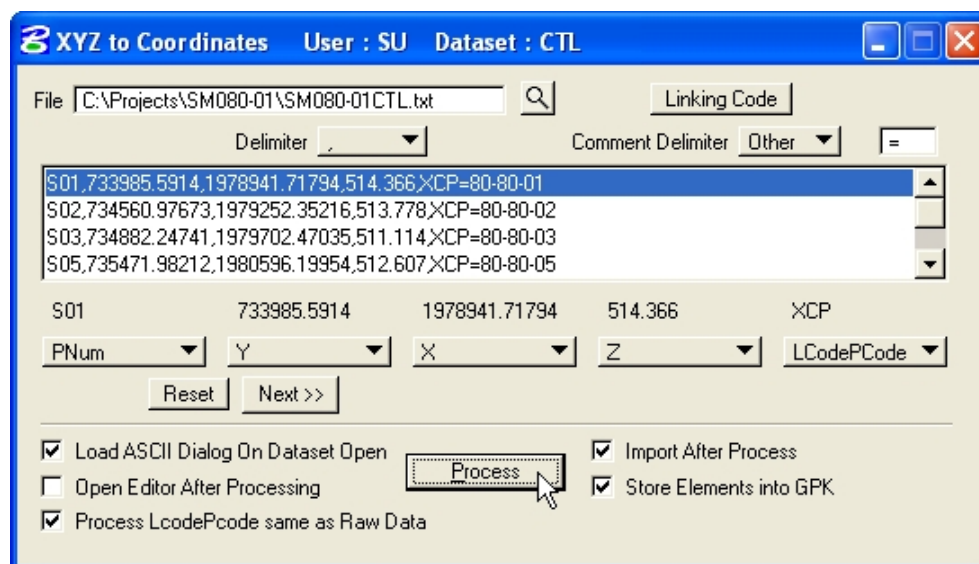 XYZ to Coordinates User : SU Dataset : CTL
File C:\Projects\SM080-01\SM080-01CTL.txt Linking Code
Delimiter , Comment Delimiter Other =
S01,733985.5914,1978941.71794,514.366,XCP=80-80-01
S02,734560.97673,1979252.35216,513.778,XCP=80-80-02
S03,734882.24741,1979702.47035,511.114,XCP=80-80-03
S05,735471.98212,1980596.19954,512.607,XCP=80-80-05
S01 733985.5914 1978941.71794 514.366 XCP
PNum Y X Z LCodePCode
Reset Next >>
Load ASCII Dialog On Dataset Open Process Import After Process
Open Editor After Processing Store Elements into GPK
Process LcodePcode same as Raw Data